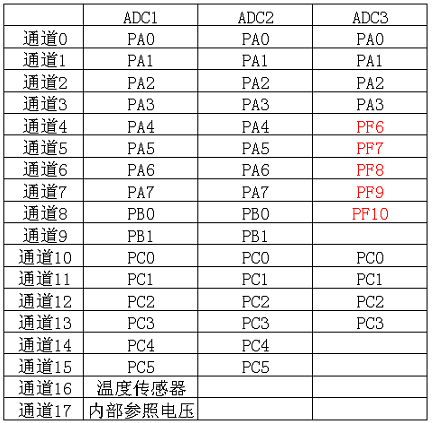 ADC1 ADC2 ADC3
通道0 PA0 PA0 PA0
通道1 PA1 PA1 PA1
通道2 PA2 PA2 PA2
通道3 PA3 PA3 PA3
通道4 PA4 PA4 PF6
通道5 PA5 PA5 PF7
通道6 PA6 PA6 PF8
通道7 PA7 PA7 PF9
通道8 PB0 PB0 PF10
通道9 PB1 PB1
通道10 PC0 PC0 PC0
通道11 PC1 PC1 PC1
通道12 PC2 PC2 PC2
通道13 PC3 PC3 PC3
通道14 PC4 PC4
通道15 PC5 PC5
通道16 温度传感器
通道17 内部参照电压